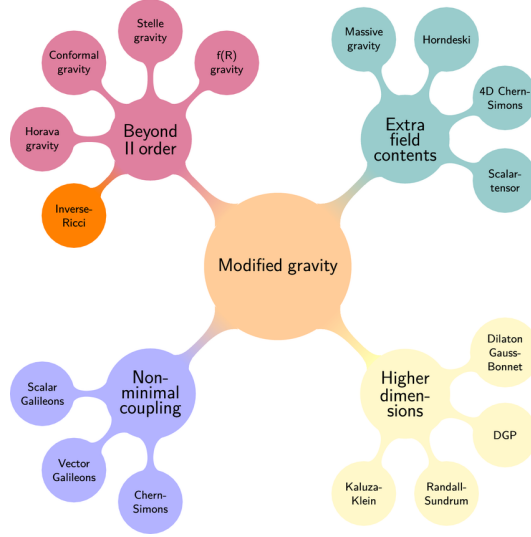 Stelle
gravity
Conformal
gravity
f(R)
gravity
Horava
gravity
Beyond
II order
Inverse-
Ricci
Massive
gravity
Horndeski
4D Chern-
Simons
Extra
field
contents
Scalar-
tensor
Modified gravity
Scalar
Galileons
Non-
minimal
coupling
Vector
Galileons
Chern-
Simons
Dilaton
Gauss-
Bonnet
Higher
dimen-
sions
DGP
Kaluza-
Klein
Randall-
Sundrum